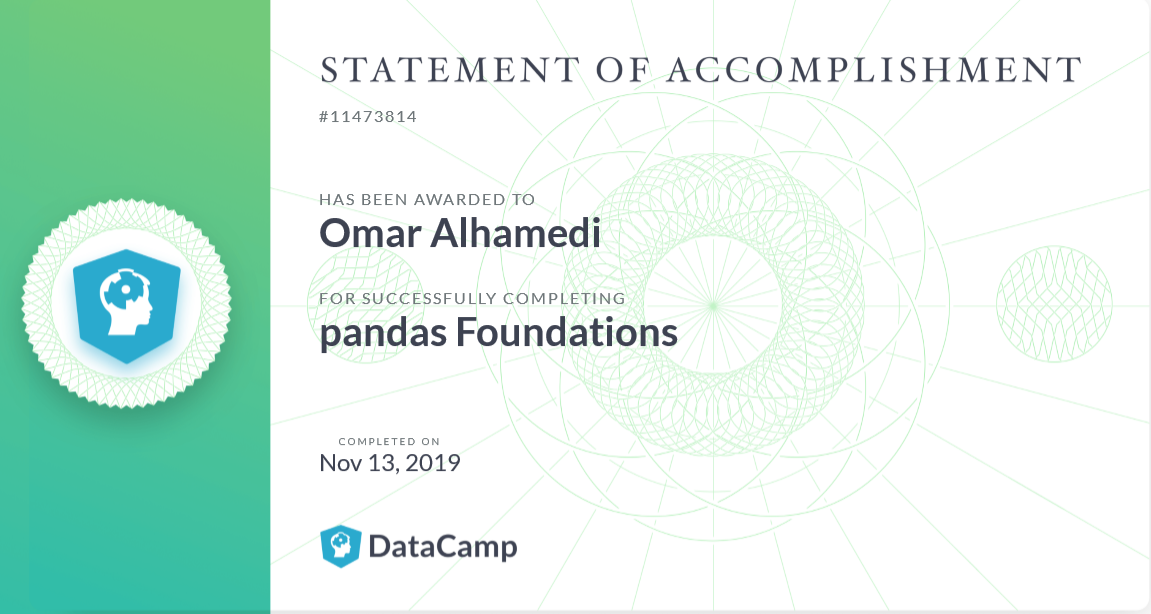 STATEMENT OF ACCOMPLISHMENT
#11473814
HAS BEEN AWARDED TO
Omar Alhamedi
FOR SUCCESSFULLY COMPLETING
pandas Foundations
COMPLETED ON
Nov 13, 2019
DataCamp